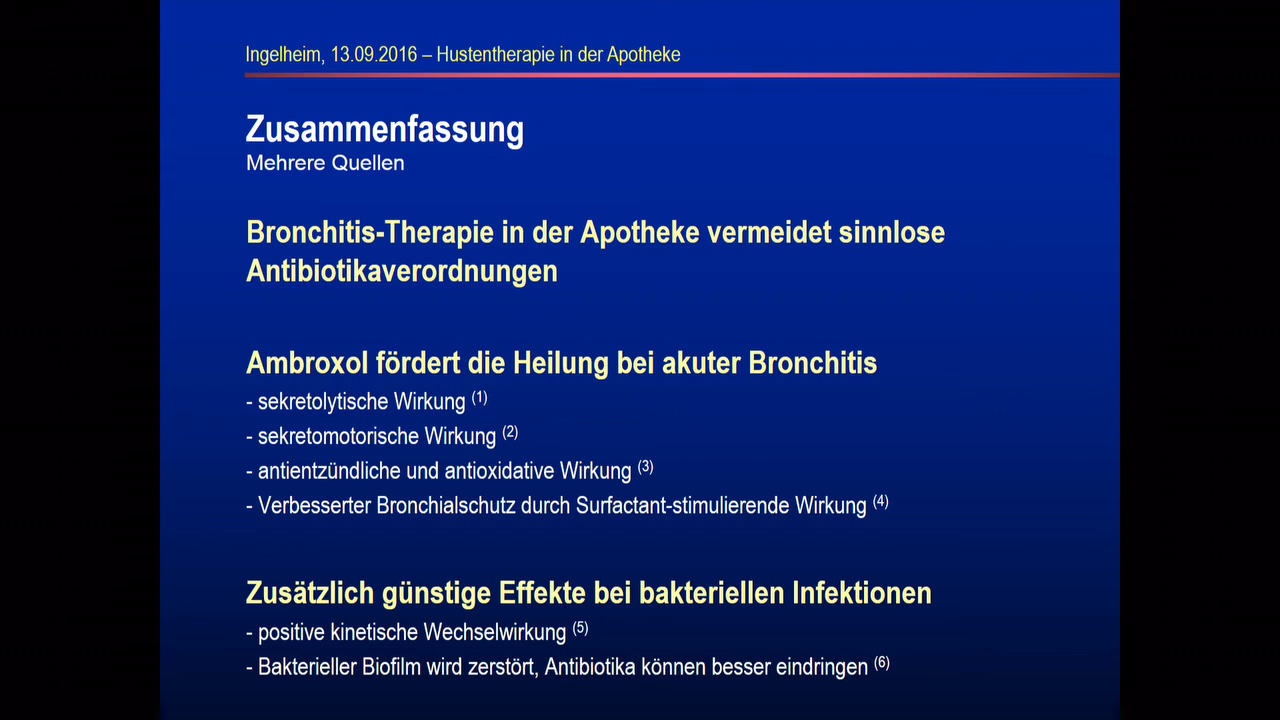 Ingelheim, 13.09.2016 – Hustentherapie in der Apotheke
Zusammenfassung
Mehrere Quellen
Bronchitis-Therapie in der Apotheke vermeidet sinnlose
Antibiotikaverordnungen
Ambroxol fördert die Heilung bei akuter Bronchitis
- sekretolytische Wirkung (1)
- sekretomotorische Wirkung (2)
- antientzündliche und antioxidative Wirkung (3)
- Verbesserter Bronchialschutz durch Surfactant-stimulierende Wirkung (4)
Zusätzlich günstige Effekte bei bakteriellen Infektionen
- positive kinetische Wechselwirkung (5)
- Bakterieller Biofilm wird zerstört, Antibiotika können besser eindringen (6)